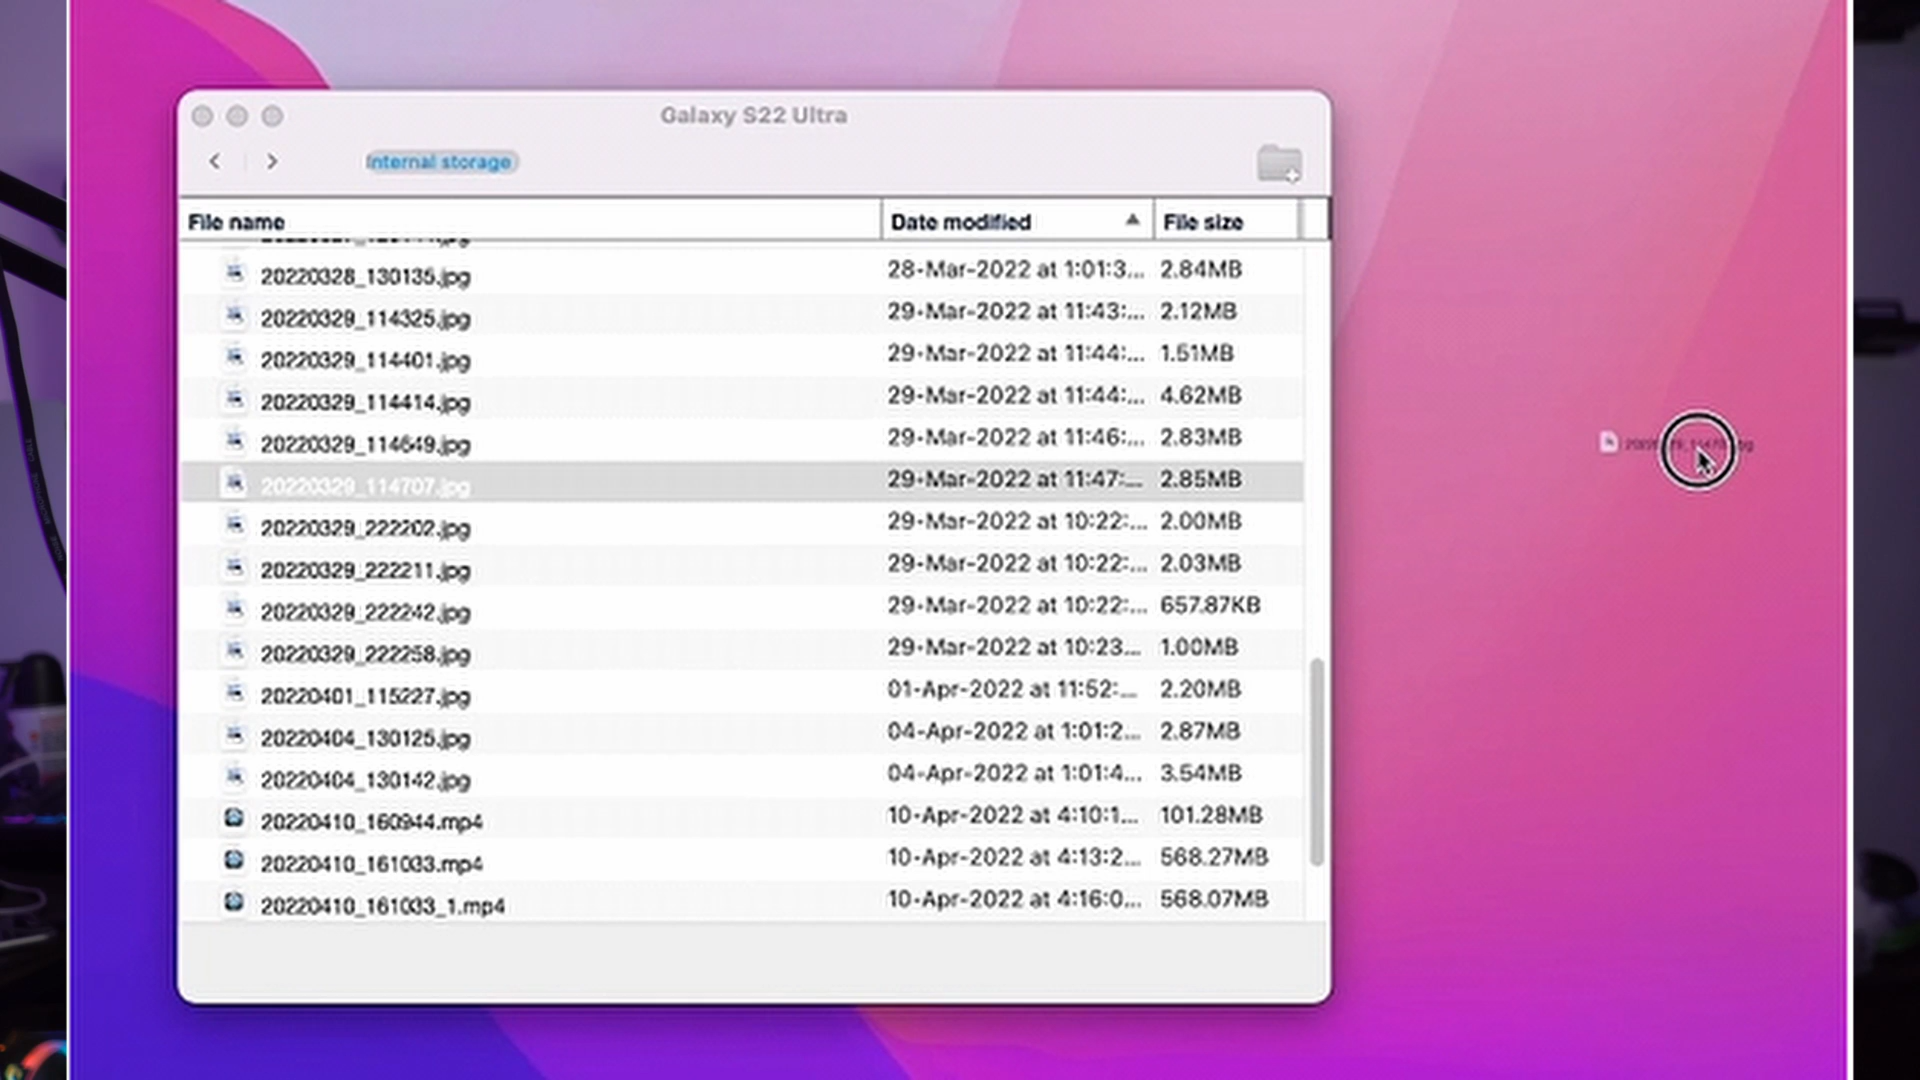 Galaxy S22 Ultra
Internal storage
File name Date modified File size
20220328_130135.jpg 28-Mar-2022 at 1:01:3... 2.84MB
20220329_114325.jpg 29-Mar-2022 at 11:43:... 2.12MB
20220329_114401.jpg 29-Mar-2022 at 11:44:... 1.51MB
20220329_114414.jpg 29-Mar-2022 at 11:44:... 4.62MB
20220329_114649.jpg 29-Mar-2022 at 11:46:... 2.83MB
20220329_114707.jpg 29-Mar-2022 at 11:47:... 2.85MB
20220329_222202.jpg 29-Mar-2022 at 10:22:... 2.00MB
20220329_222211.jpg 29-Mar-2022 at 10:22:... 2.03MB
20220329_222242.jpg 29-Mar-2022 at 10:22:... 657.87KB
20220329_222258.jpg 29-Mar-2022 at 10:23... 1.00MB
20220401_115227.jpg 01-Apr-2022 at 11:52:... 2.20MB
20220404_130125.jpg 04-Apr-2022 at 1:01:2... 2.87MB
20220404_130142.jpg 04-Apr-2022 at 1:01:4... 3.54MB
20220410_160944.mp4 10-Apr-2022 at 4:10:1... 101.28MB
20220410_161033.mp4 10-Apr-2022 at 4:13:2... 568.27MB
20220410_161033_1.mp4 10-Apr-2022 at 4:16:0... 568.07MB